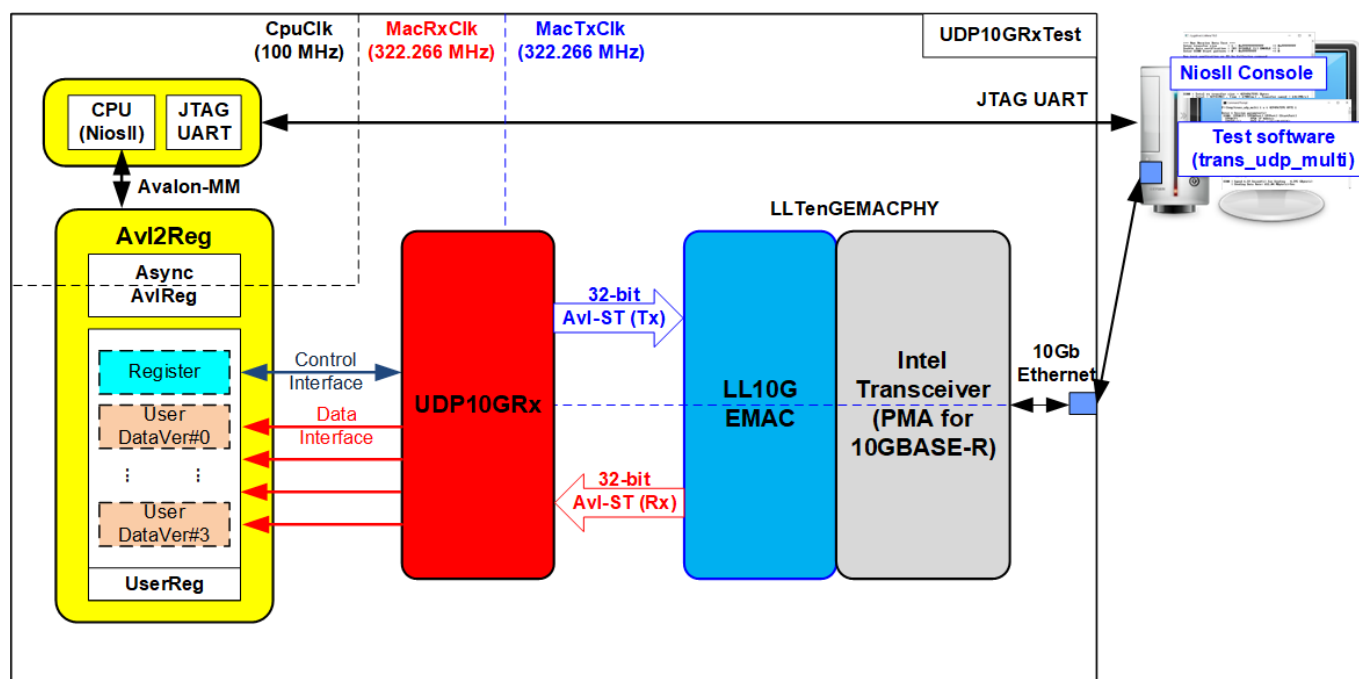 CpuClk
(100 MHz)
MacRxClk
(322.266 MHz)
MacTxClk
(322.266 MHz)
UDP10GRxTest
NiosII Console
Test software
(trans_udp_multi)
JTAG UART
CPU
(NiosII)
JTAG
UART
Avalon-MM
LLTenGEMACPHY
Avl2Reg
Async
AvlReg
32-bit
Avl-ST (Tx)
Register
Control
Interface
User
DataVer#0
Data
Interface
UDP10GRx
LL10G
EMAC
Intel
Transceiver
(PMA for
10GBASE-R)
10Gb
Ethernet
32-bit
Avl-ST (Rx)
User
DataVer#3
UserReg